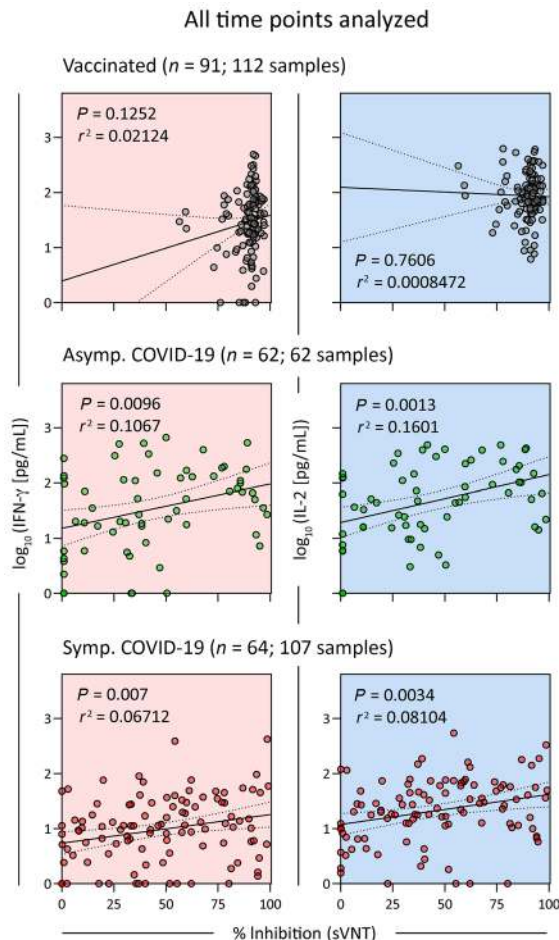 All time points analyzed
Vaccinated (n = 91; 112 samples)
P = 0.1252
r² = 0.02124
3
2
1
0
P = 0.7606
r² = 0.0008472
Asymp. COVID-19 (n = 62; 62 samples)
P = 0.0096
r² = 0.1067
3
2
1
0
P = 0.0013
r² = 0.1601
log₁₀ (IFN-γ [pg/mL])
log₁₀ (IL-2 [pg/mL])
Symp. COVID-19 (n = 64; 107 samples)
P = 0.007
r² = 0.06712
3
2
1
0
P = 0.0034
r² = 0.08104
0 25 50 75 100 0 25 50 75 100
% Inhibition (sVNT)